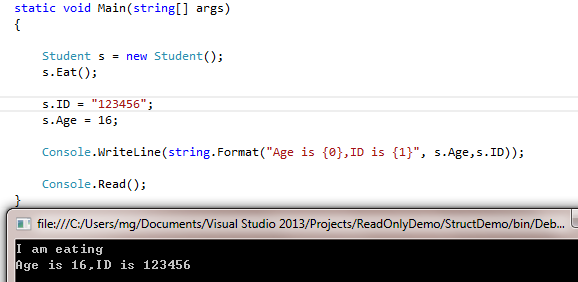 static void Main(string[] args)
{
Student s = new Student();
s.Eat();
s.ID = "123456";
s.Age = 16;
Console.WriteLine(string.Format("Age is {0},ID is {1}", s.Age,s.ID));
Console.Read();
}
file:///C:/Users/mg/Documents/Visual Studio 2013/Projects/ReadOnlyDemo/StructDemo/bin/Deb...
I am eating
Age is 16,ID is 123456